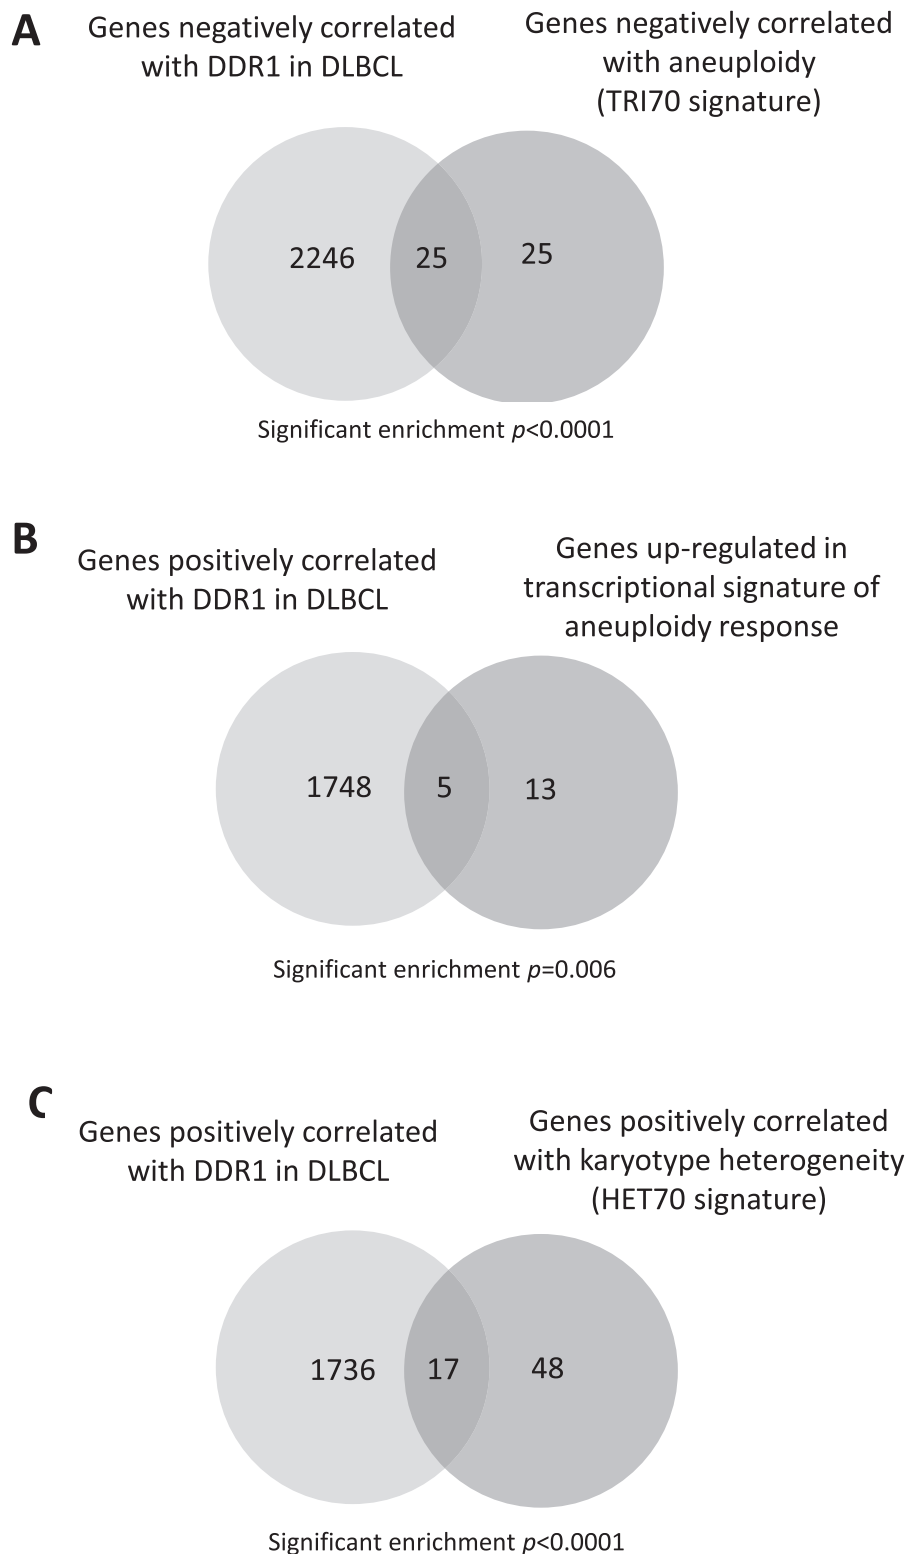 A
Genes negatively correlated
with DDR1 in DLBCL
Genes negatively correlated
with aneuploidy
(TRI70 signature)
2246
25
25
Significant enrichment p<0.0001
B
Genes positively correlated
with DDR1 in DLBCL
Genes up-regulated in
transcriptional signature of
aneuploidy response
1748
5
13
Significant enrichment p=0.006
C
Genes positively correlated
with DDR1 in DLBCL
Genes positively correlated
with karyotype heterogeneity
(HET70 signature)
1736
17
48
Significant enrichment p<0.0001